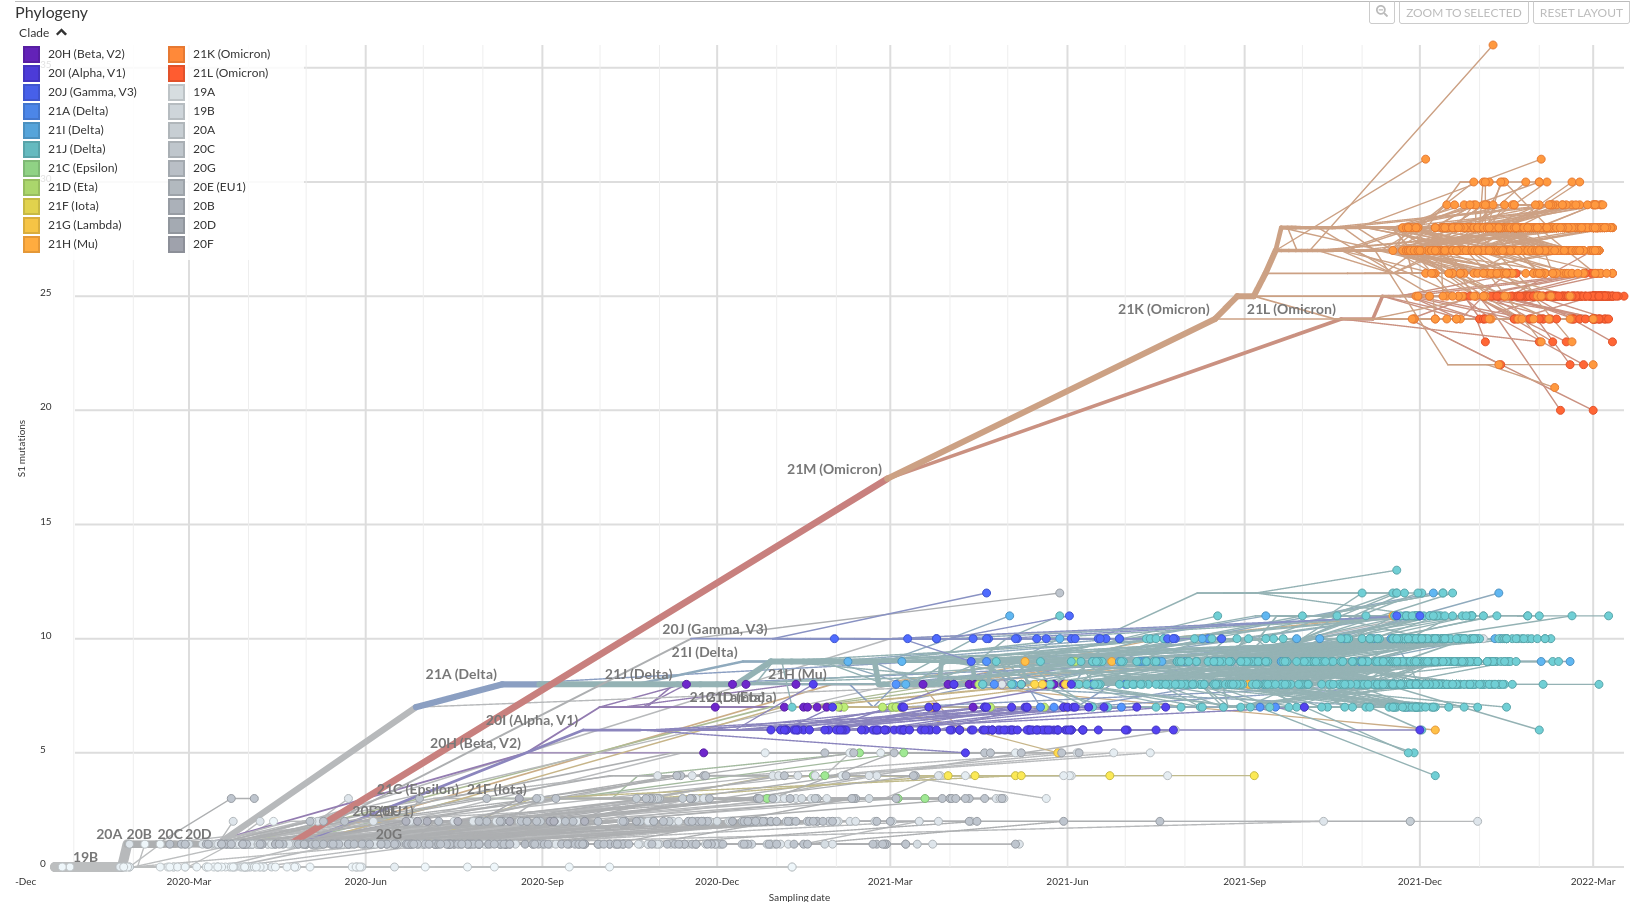 Phylogeny
ZOOM TO SELECTED
RESET LAYOUT
Clade
20H (Beta, V2)
21K (Omicron)
20I (Alpha, V1)
21L (Omicron)
20J (Gamma, V3)
19A
21A (Delta)
19B
21I (Delta)
20A
21J (Delta)
20C
21C (Epsilon)
20G
21D (Eta)
20E (EU1)
21F (Iota)
20B
21G (Lambda)
20D
21H (Mu)
20F
25
21K (Omicron)
21L (Omicron)
20
S1 mutations
21M (Omicron)
15
10
20J (Gamma, V3)
21I (Delta)
21A (Delta)
21J (Delta)
21H (Mu)
20I (Alpha, V1)
20H (Beta, V2)
5
21C (Epsilon)
21F (Iota)
20A
20B
20C
20D
20G
19B
0
-Dec
2020-Mar
2020-Jun
2020-Sep
2020-Dec
2021-Mar
2021-Jun
2021-Sep
2021-Dec
2022-Mar
Sampling date